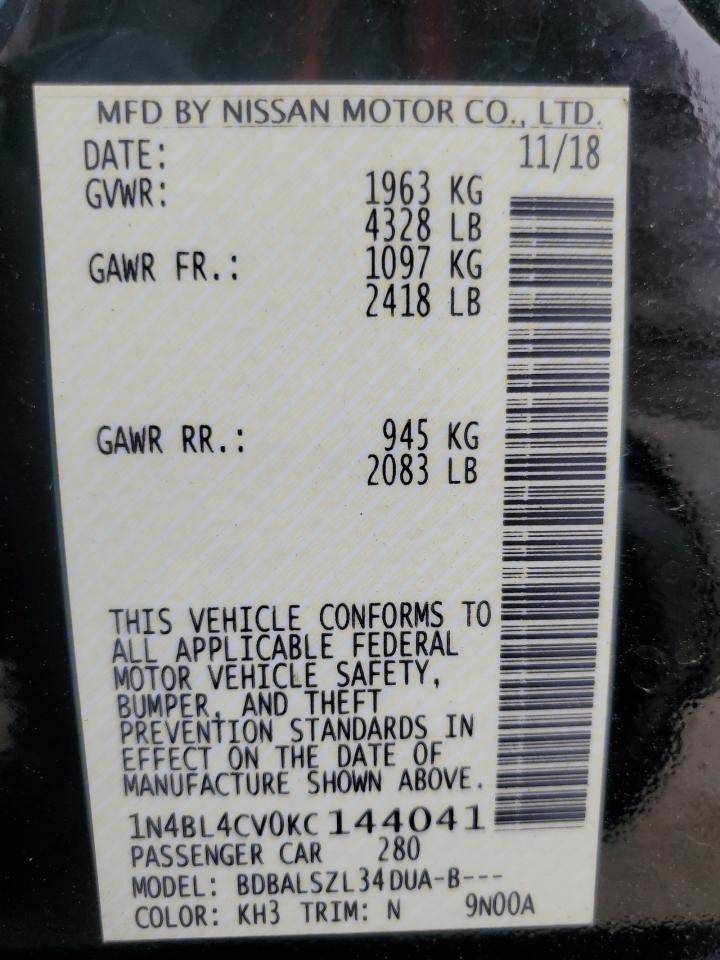 MFD BY NISSAN MOTOR CO., LTD.
DATE: 11/18
GVWR: 1963 KG
4328 LB
GAWR FR.: 1097 KG
2418 LB
GAWR RR.: 945 KG
2083 LB
THIS VEHICLE CONFORMS TO
ALL APPLICABLE FEDERAL
MOTOR VEHICLE SAFETY,
BUMPER, AND THEFT
PREVENTION STANDARDS IN
EFFECT ON THE DATE OF
MANUFACTURE SHOWN ABOVE.
1N4BL4CV0KC144041
PASSENGER CAR 280
MODEL: BDBALSZL34DUA-B---
COLOR: KH3 TRIM: N 9N00A